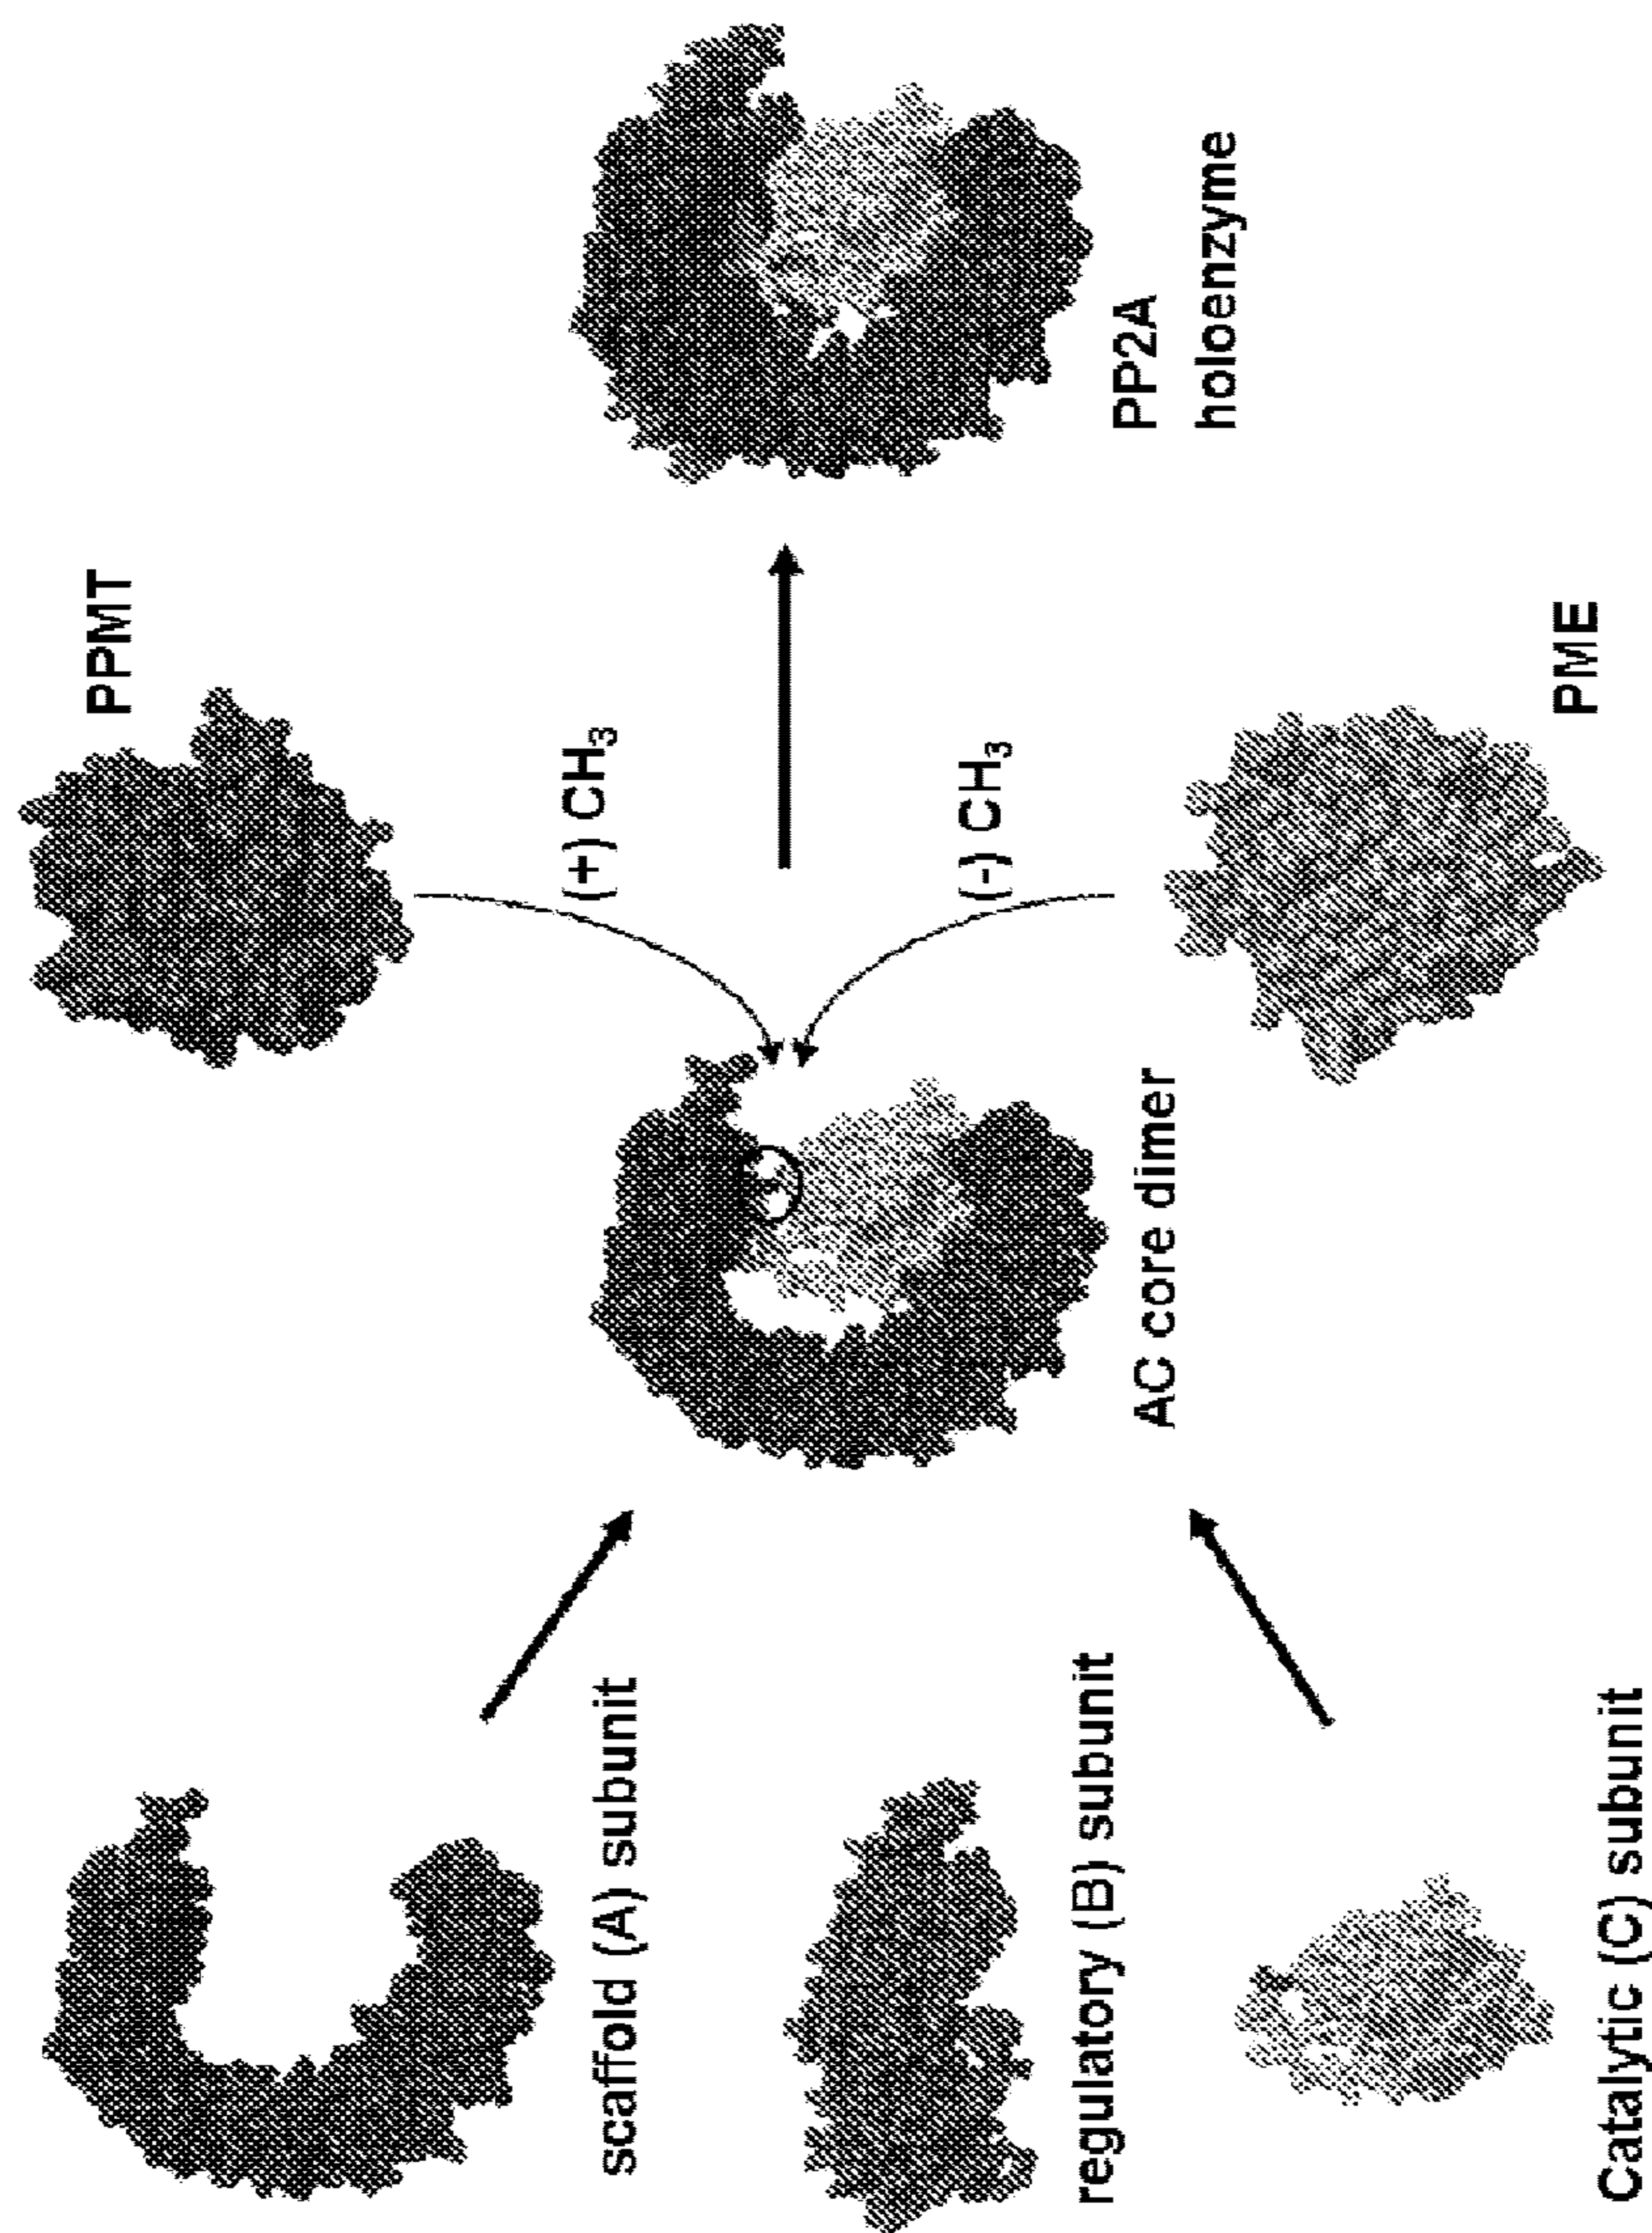 scaffold (A) subunit
regulatory (B) subunit
Catalytic (C) subunit
AC core dimer
PPMT
(+) CH₃
(-) CH₃
PME
PP2A
holoenzyme